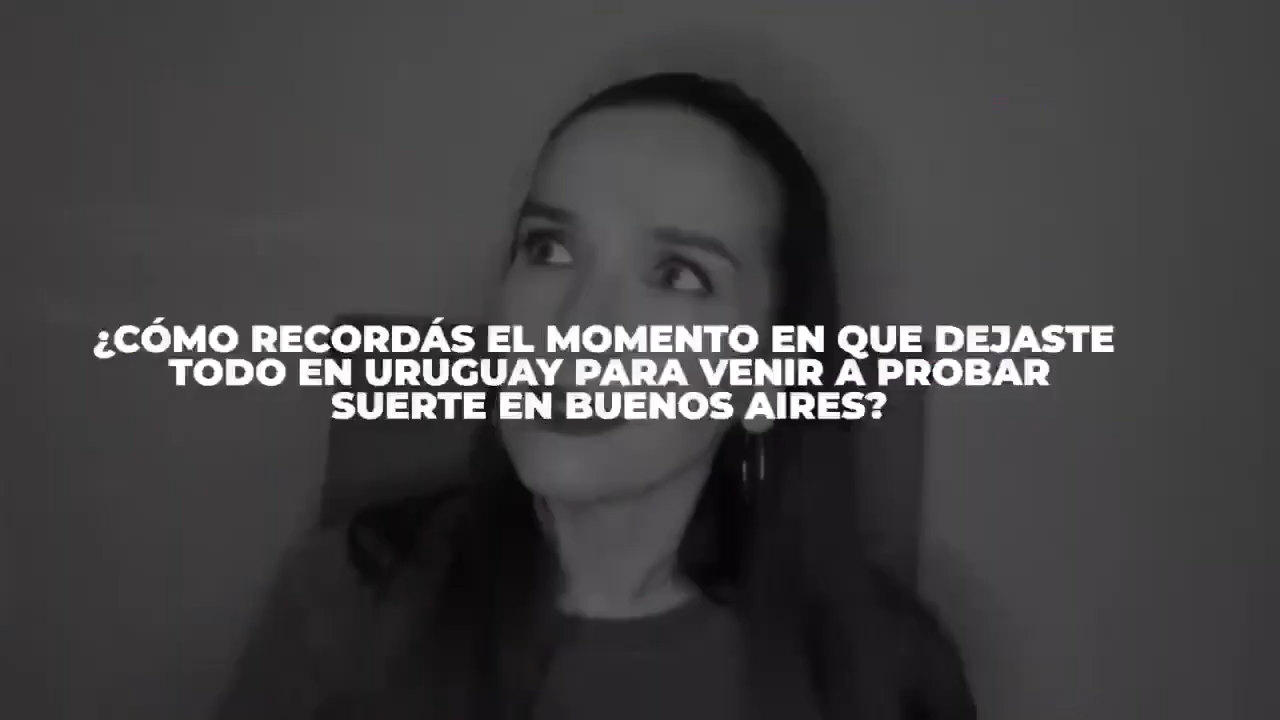 ¿CÓMO RECORDÁS EL MOMENTO EN QUE DEJASTE
TODO EN URUGUAY PARA VENIR A PROBAR
SUERTE EN BUENOS AIRES?